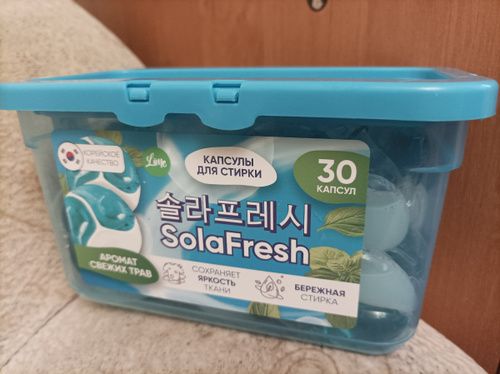 КОРЕЙСКОЕ
КАЧЕСТВО
Lime
КАПСУЛЫ
ДЛЯ СТИРКИ
30
КАПСУЛ
솔라프레시
SolaFresh
АРОМАТ
СВЕЖИХ ТРАВ
СОХРАНЯЕТ
ЯРКОСТЬ
ТКАНИ
БЕРЕЖНАЯ
СТИРКА